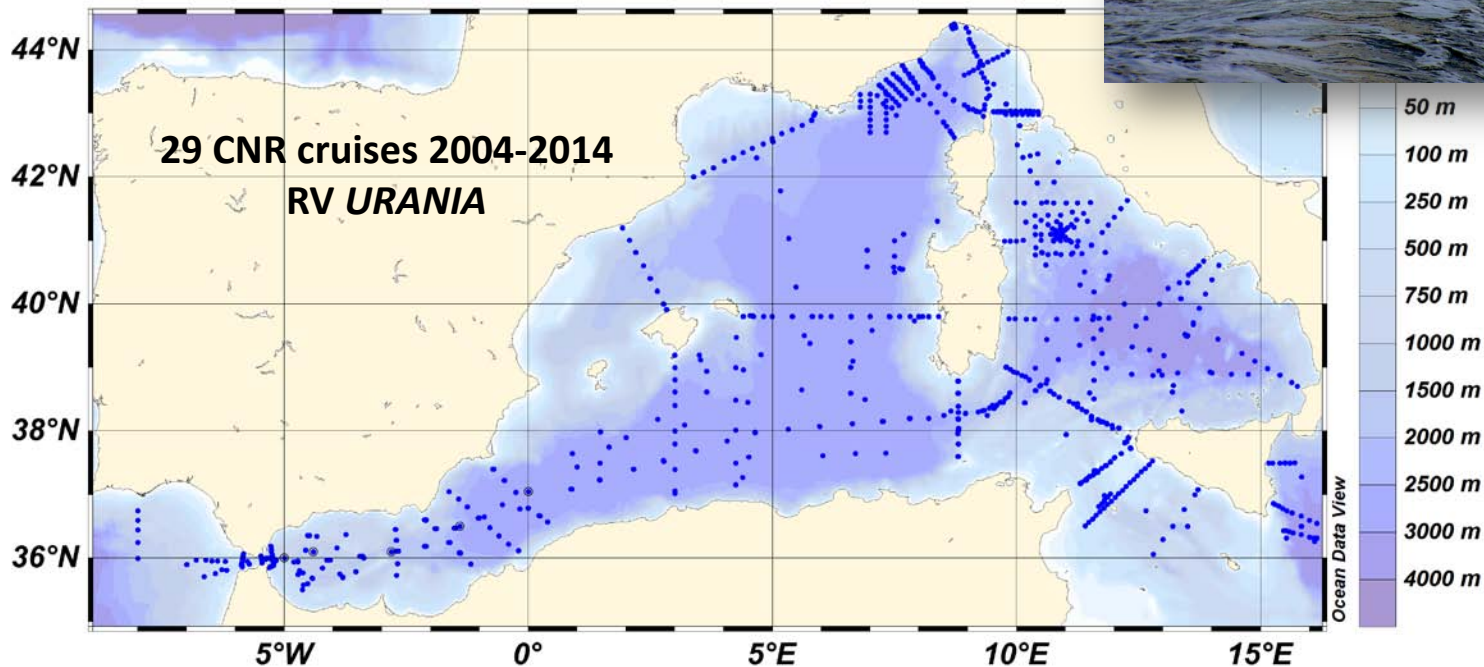 44°N
42°N
40°N
38°N
36°N
29 CNR cruises 2004-2014
RV URANIA
5°W
0°
5°E
10°E
15°E
Ocean Data View
50 m
100 m
250 m
500 m
750 m
1000 m
1500 m
2000 m
2500 m
3000 m
4000 m